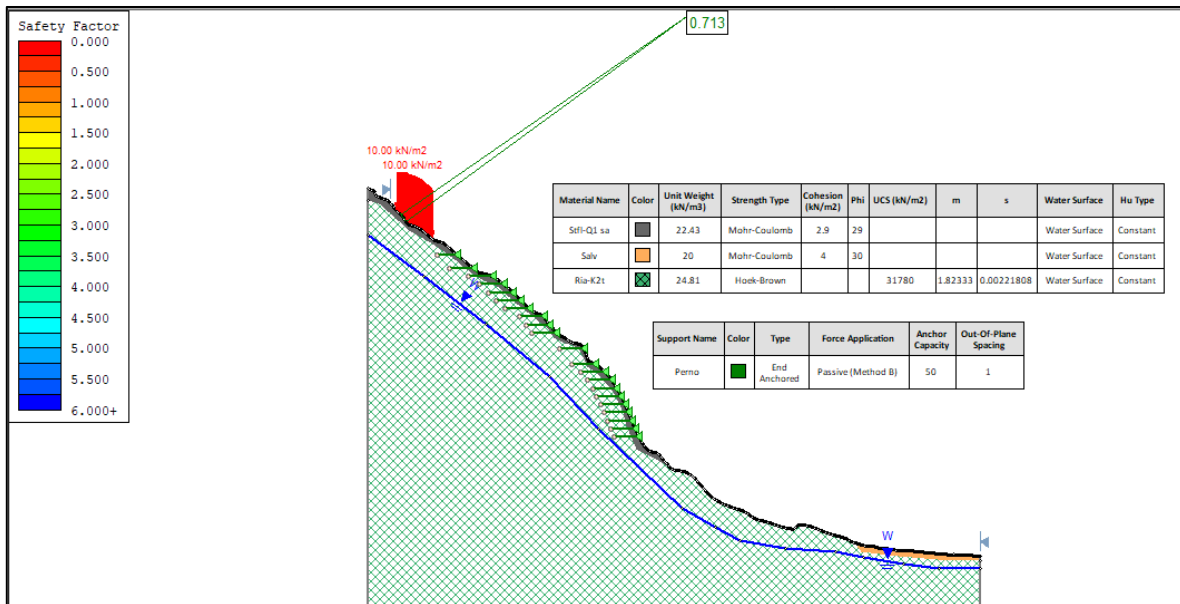 Safety Factor
0.000
0.500
1.000
1.500
2.000
2.500
3.000
3.500
4.000
4.500
5.000
5.500
6.000+
0.713
10.00 kN/m2
10.00 kN/m2
Material Name Color Unit Weight (kN/m3) Strength Type Cohesion (kN/m2) Phi UCS (kN/m2) m s Water Surface Hu Type
Stfl-Q1 sa 22.43 Mohr-Coulomb 2.9 29 Water Surface Constant
Salv 20 Mohr-Coulomb 4 30 Water Surface Constant
Ria-K2t 24.81 Hoek-Brown 31780 1.82333 0.00221808 Water Surface Constant
Support Name Color Type Force Application Anchor Capacity Out-Of-Plane Spacing
Perno End Anchored Passive (Method B) 50 1
W
W